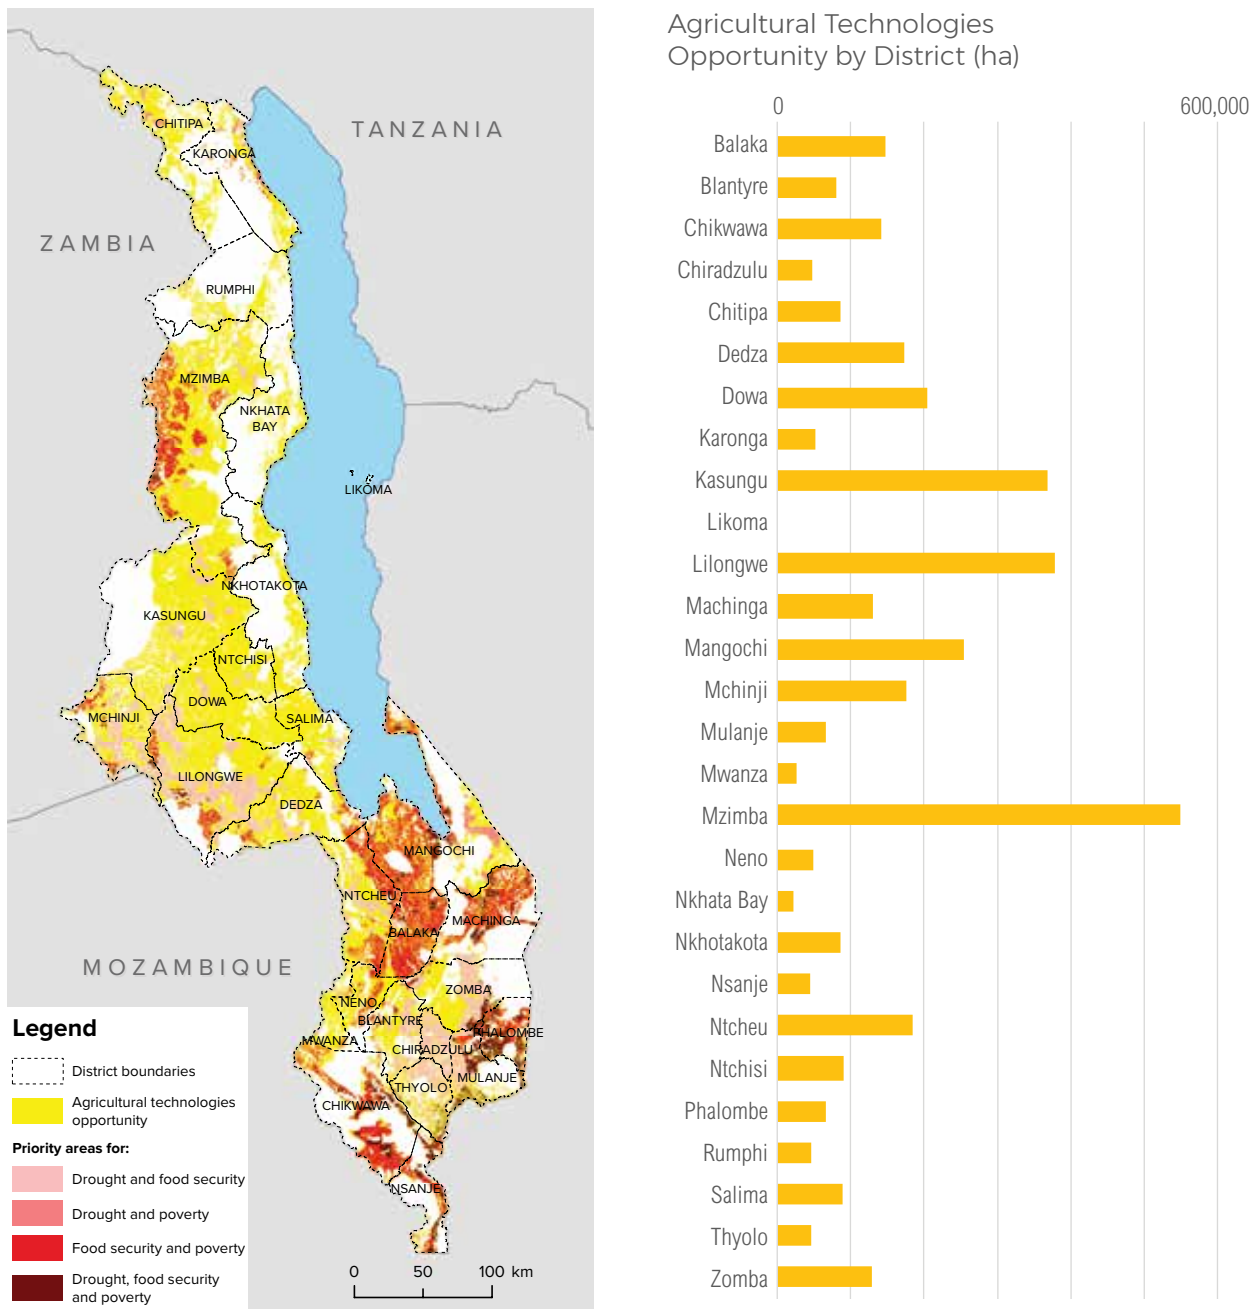 TANZANIA
ZAMBIA
MOZAMBIQUE
CHITIPA
KARONGA
RUMPHI
MZIMBA
NKHATA
BAY
LIKOMA
NKHOTAKOTA
KASUNGU
NTCHISI
DOWA
MCHINJI
SALIMA
LILONGWE
DEDZA
MANGOCHI
NTCHEU
MACHINGA
BALAKA
ZOMBA
NENO
BLANTYRE
PHALOMBE
MWANZA
CHIRADZULU
MULANJE
THYOLO
CHIKWAWA
NSANJE
Legend
District boundaries
Agricultural technologies
opportunity
Priority areas for:
Drought and food security
Drought and poverty
Food security and poverty
Drought, food security
and poverty
0 50 100 km
Agricultural Technologies
Opportunity by District (ha)
0 600,000
Balaka
Blantyre
Chikwawa
Chiradzulu
Chitipa
Dedza
Dowa
Karonga
Kasungu
Likoma
Lilongwe
Machinga
Mangochi
Mchinji
Mulanje
Mwanza
Mzimba
Neno
Nkhata Bay
Nkhotakota
Nsanje
Ntcheu
Ntchisi
Phalombe
Rumphi
Salima
Thyolo
Zomba